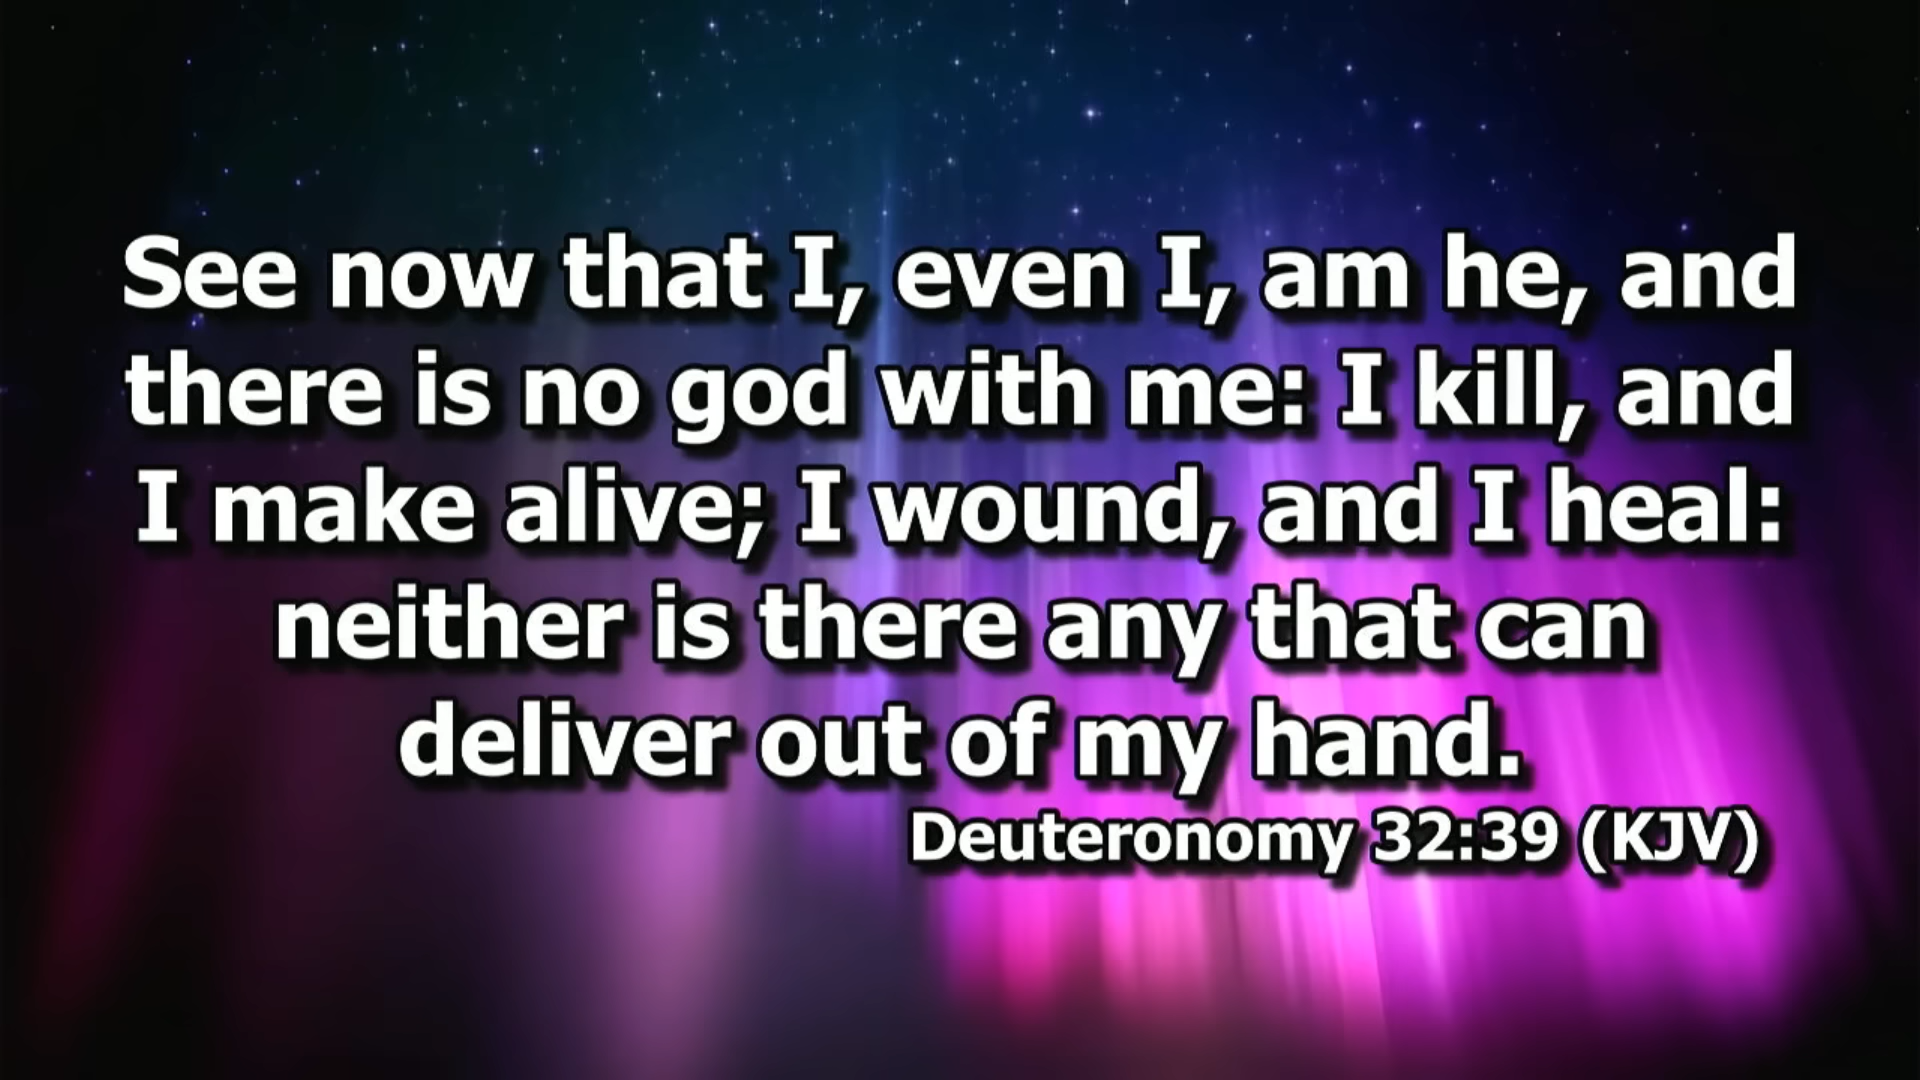 See now that I, even I, am he, and
there is no god with me: I kill, and
I make alive; I wound, and I heal:
neither is there any that can
deliver out of my hand.
Deuteronomy 32:39 (KJV)